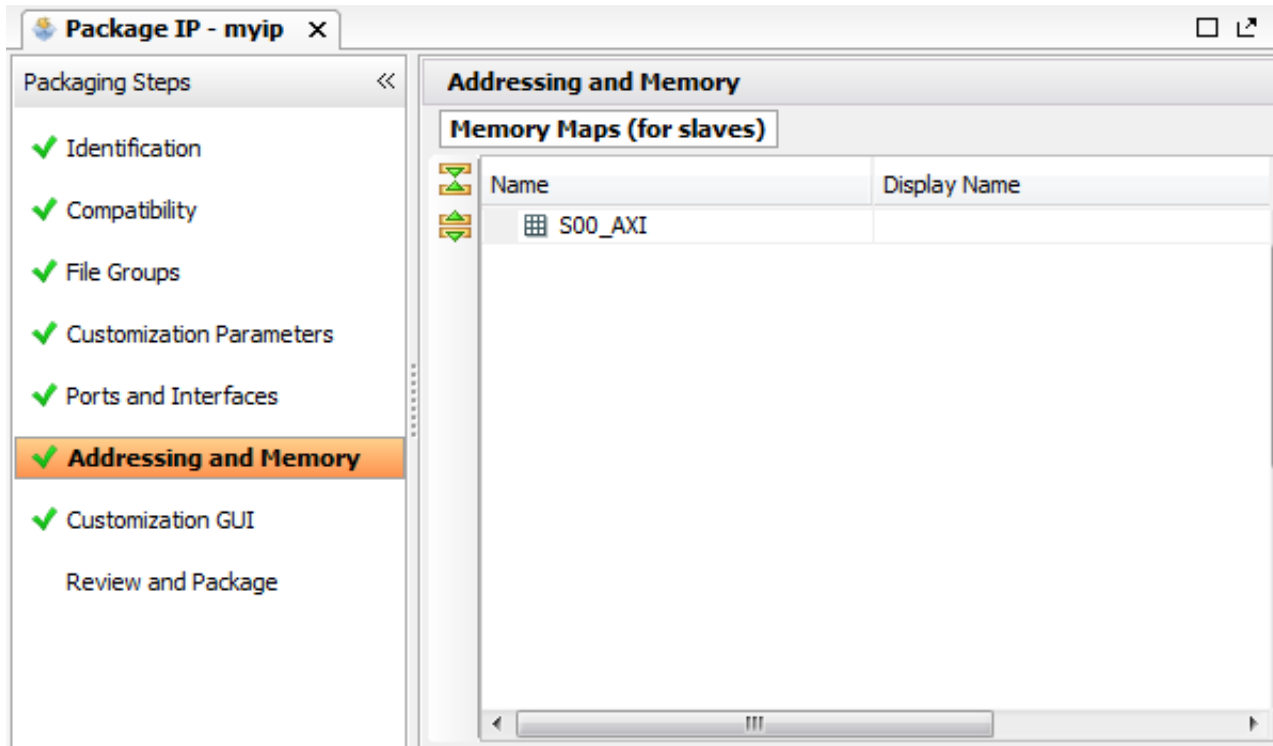 Package IP - myip X
Packaging Steps «
Identification
Compatibility
File Groups
Customization Parameters
Ports and Interfaces
Addressing and Memory
Customization GUI
Review and Package
Addressing and Memory
Memory Maps (for slaves)
Name Display Name
S00_AXI